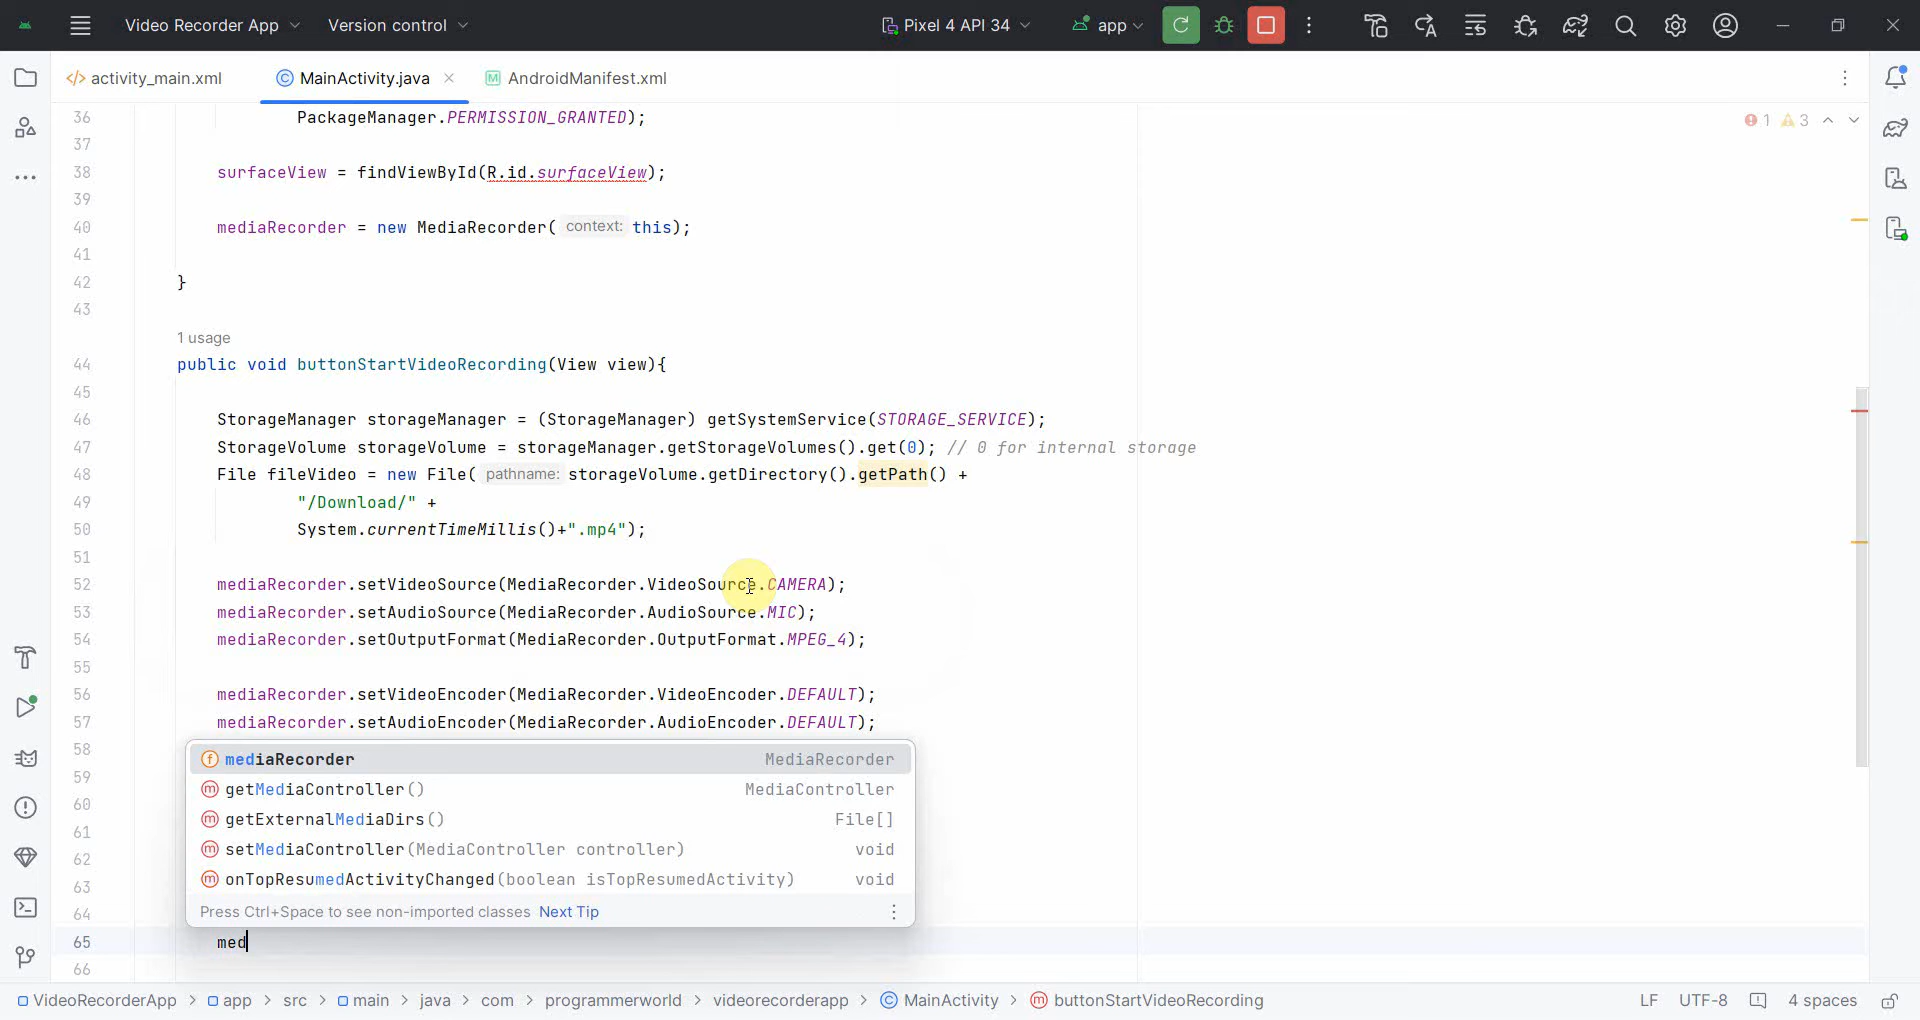 Video Recorder App Version control Pixel 4 API 34 app
activity_main.xml MainActivity.java AndroidManifest.xml
36 PackageManager.PERMISSION_GRANTED);
1 3
37
38 surfaceView = findViewById(R.id.surfaceView);
39
40 mediaRecorder = new MediaRecorder( context: this);
41
42 }
43
1 usage
44 public void buttonStartVideoRecording(View view){
45
46 StorageManager storageManager = (StorageManager) getSystemService(STORAGE_SERVICE);
47 StorageVolume storageVolume = storageManager.getStorageVolumes().get(0); // 0 for internal storage
48 File fileVideo = new File( pathname: storageVolume.getDirectory().getPath() +
49 "/Download/" +
50 System.currentTimeMillis()+".mp4");
51
52 mediaRecorder.setVideoSource(MediaRecorder.VideoSource.CAMERA);
53 mediaRecorder.setAudioSource(MediaRecorder.AudioSource.MIC);
54 mediaRecorder.setOutputFormat(MediaRecorder.OutputFormat.MPEG_4);
55
56 mediaRecorder.setVideoEncoder(MediaRecorder.VideoEncoder.DEFAULT);
57 mediaRecorder.setAudioEncoder(MediaRecorder.AudioEncoder.DEFAULT);
58 mediaRecorder MediaRecorder
59 getMediaController() MediaController
60 getExternalMediaDirs() File[]
61
62 setMediaController(MediaController controller) void
63 onTopResumedActivityChanged(boolean isTopResumedActivity) void
64 Press Ctrl+Space to see non-imported classes Next Tip
65 med
66
VideoRecorderApp > app > src > main > java > com > programmerworld > videorecorderapp > MainActivity > buttonStartVideoRecording LF UTF-8 4 spaces